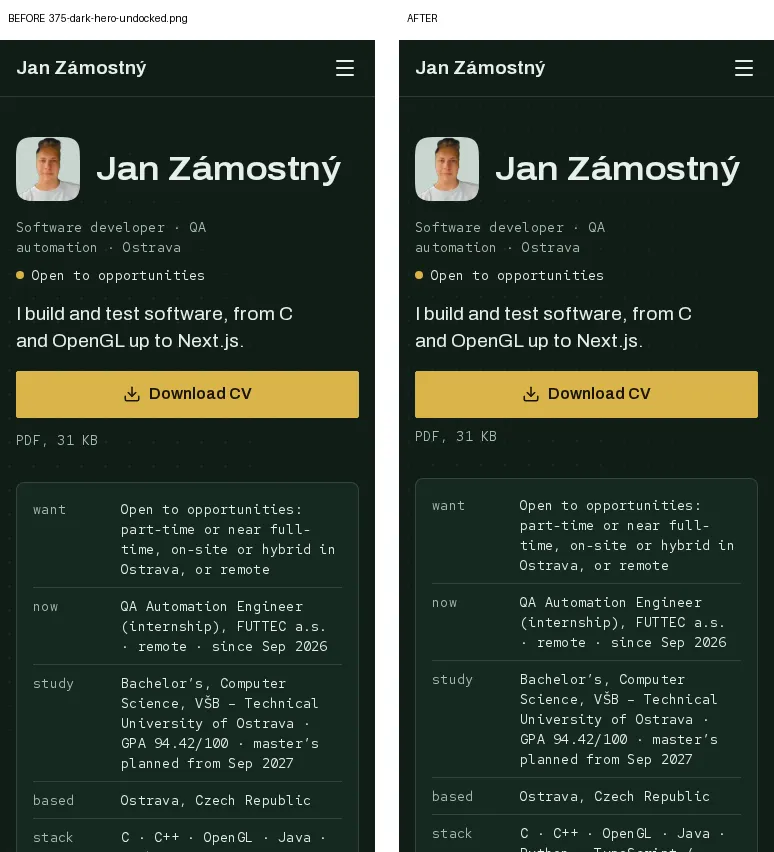 BEFORE 375-dark-hero-undocked.png
Jan Zámostný
Jan Zámostný
Software developer · QA
automation · Ostrava
Open to opportunities
I build and test software, from C
and OpenGL up to Next.js.
Download CV
PDF, 31 KB
want Open to opportunities:
part-time or near full-
time, on-site or hybrid in
Ostrava, or remote
now QA Automation Engineer
(internship), FUTTEC a.s.
· remote · since Sep 2026
study Bachelor’s, Computer
Science, VŠB – Technical
University of Ostrava ·
GPA 94.42/100 · master’s
planned from Sep 2027
based Ostrava, Czech Republic
stack C · C++ · OpenGL · Java ·
AFTER
Jan Zámostný
Jan Zámostný
Software developer · QA
automation · Ostrava
Open to opportunities
I build and test software, from C
and OpenGL up to Next.js.
Download CV
PDF, 31 KB
want Open to opportunities:
part-time or near full-
time, on-site or hybrid in
Ostrava, or remote
now QA Automation Engineer
(internship), FUTTEC a.s.
· remote · since Sep 2026
study Bachelor’s, Computer
Science, VŠB – Technical
University of Ostrava ·
GPA 94.42/100 · master’s
planned from Sep 2027
based Ostrava, Czech Republic
stack C · C++ · OpenGL · Java ·